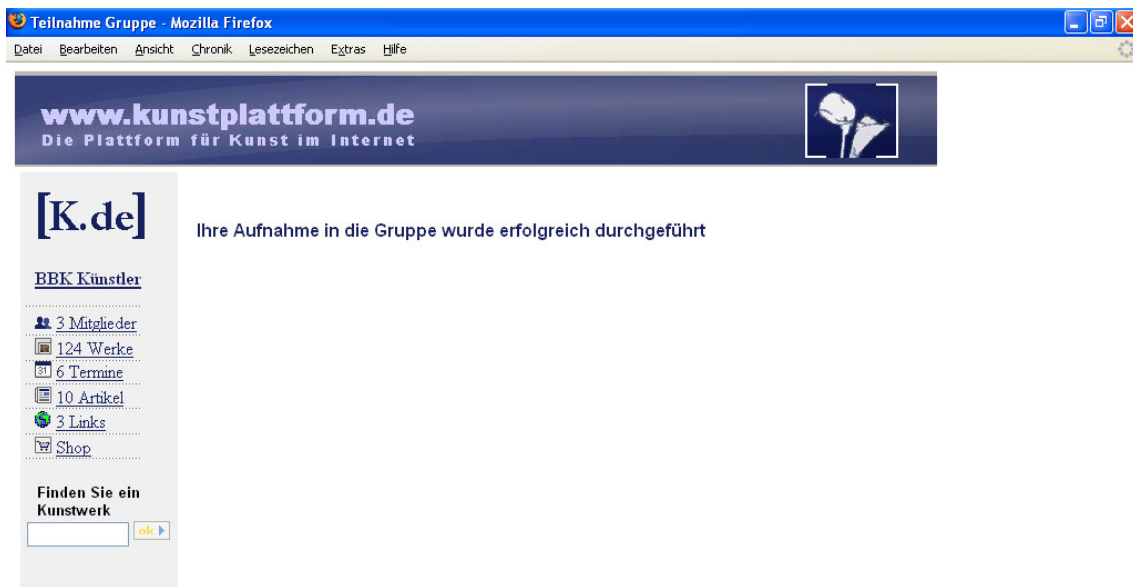 Teilnahme Gruppe - Mozilla Firefox
Datei Bearbeiten Ansicht Chronik Lesezeichen Extras Hilfe
www.kunstplattform.de
Die Plattform für Kunst im Internet
[K.de]
Ihre Aufnahme in die Gruppe wurde erfolgreich durchgeführt
BBK Künstler
3 Mitglieder
124 Werke
31 6 Termine
10 Artikel
3 Links
Shop
Finden Sie ein
Kunstwerk
ok